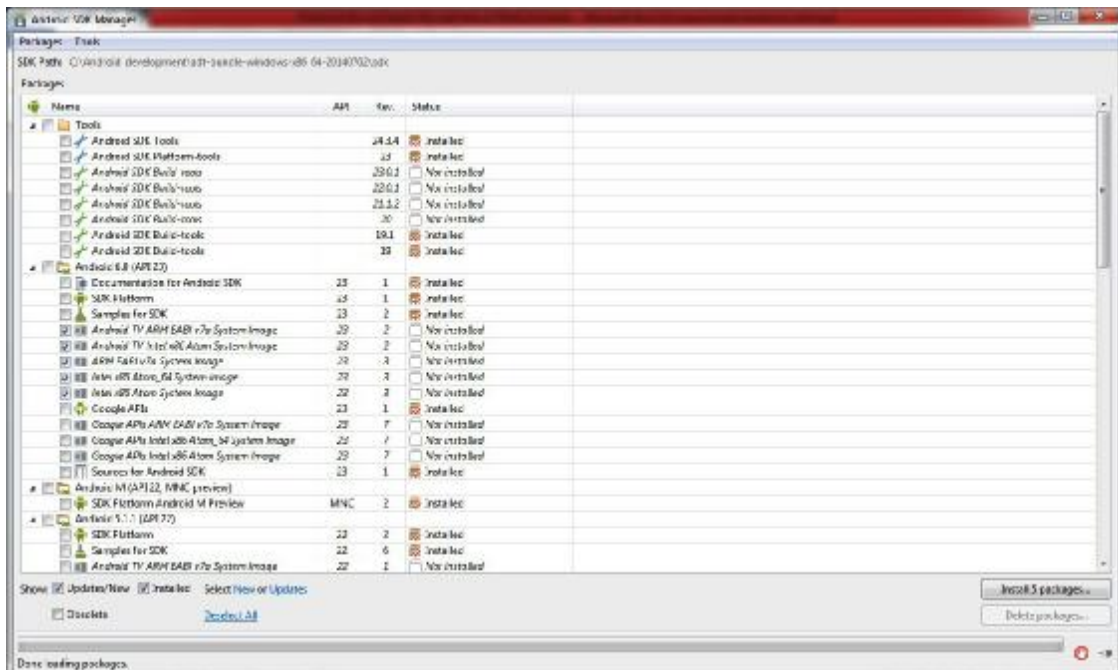 Android SDK Manager
Packages Tools
SDK Path: C:\Android development\adt-bundle-windows-x86_64-20140702\sdk
Packages
Name API Rev. Status
Tools
Android SDK Tools 24.3.4 Installed
Android SDK Platform-tools 23 Installed
Android SDK Build-tools 23.0.1 Not installed
Android SDK Build-tools 22.0.1 Not installed
Android SDK Build-tools 21.1.2 Not installed
Android SDK Build-tools 20 Not installed
Android SDK Build-tools 19.1 Installed
Android SDK Build-tools 19 Installed
Android 6.0 (API 23)
Documentation for Android SDK 23 1 Installed
SDK Platform 23 1 Installed
Samples for SDK 23 2 Installed
Android TV ARM EABI v7a System Image 23 2 Not installed
Android TV Intel x86 Atom System Image 23 2 Not installed
ARM EABI v7a System Image 23 3 Not installed
Intel x86 Atom_64 System Image 23 3 Not installed
Intel x86 Atom System Image 23 3 Not installed
Google APIs 23 1 Installed
Google APIs ARM EABI v7a System Image 23 7 Not installed
Google APIs Intel x86 Atom_64 System Image 23 7 Not installed
Google APIs Intel x86 Atom System Image 23 7 Not installed
Sources for Android SDK 23 1 Installed
Android M (API 22, MNC preview)
SDK Platform Android M Preview MNC 2 Installed
Android 5.1.1 (API 22)
SDK Platform 22 2 Installed
Samples for SDK 22 6 Installed
Android TV ARM EABI v7a System Image 22 1 Not installed
Show: Updates/New Installed Select New or Updates Install 5 packages...
Obsolete Deselect All Delete packages...
Done loading packages.